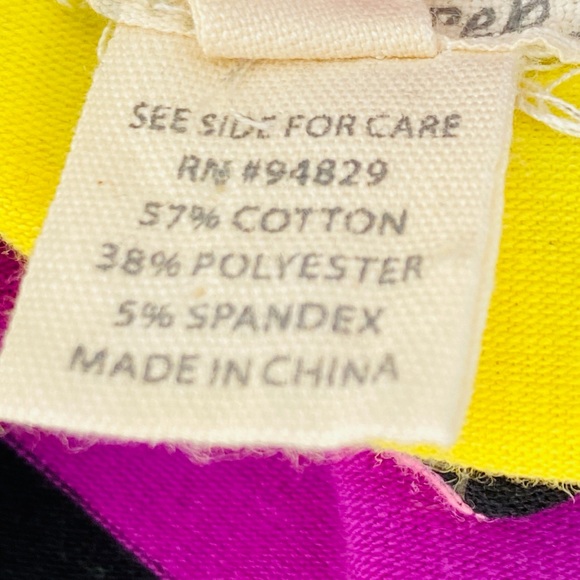 SEE SIDE FOR CARE
RN #94829
57% COTTON
38% POLYESTER
5% SPANDEX
MADE IN CHINA